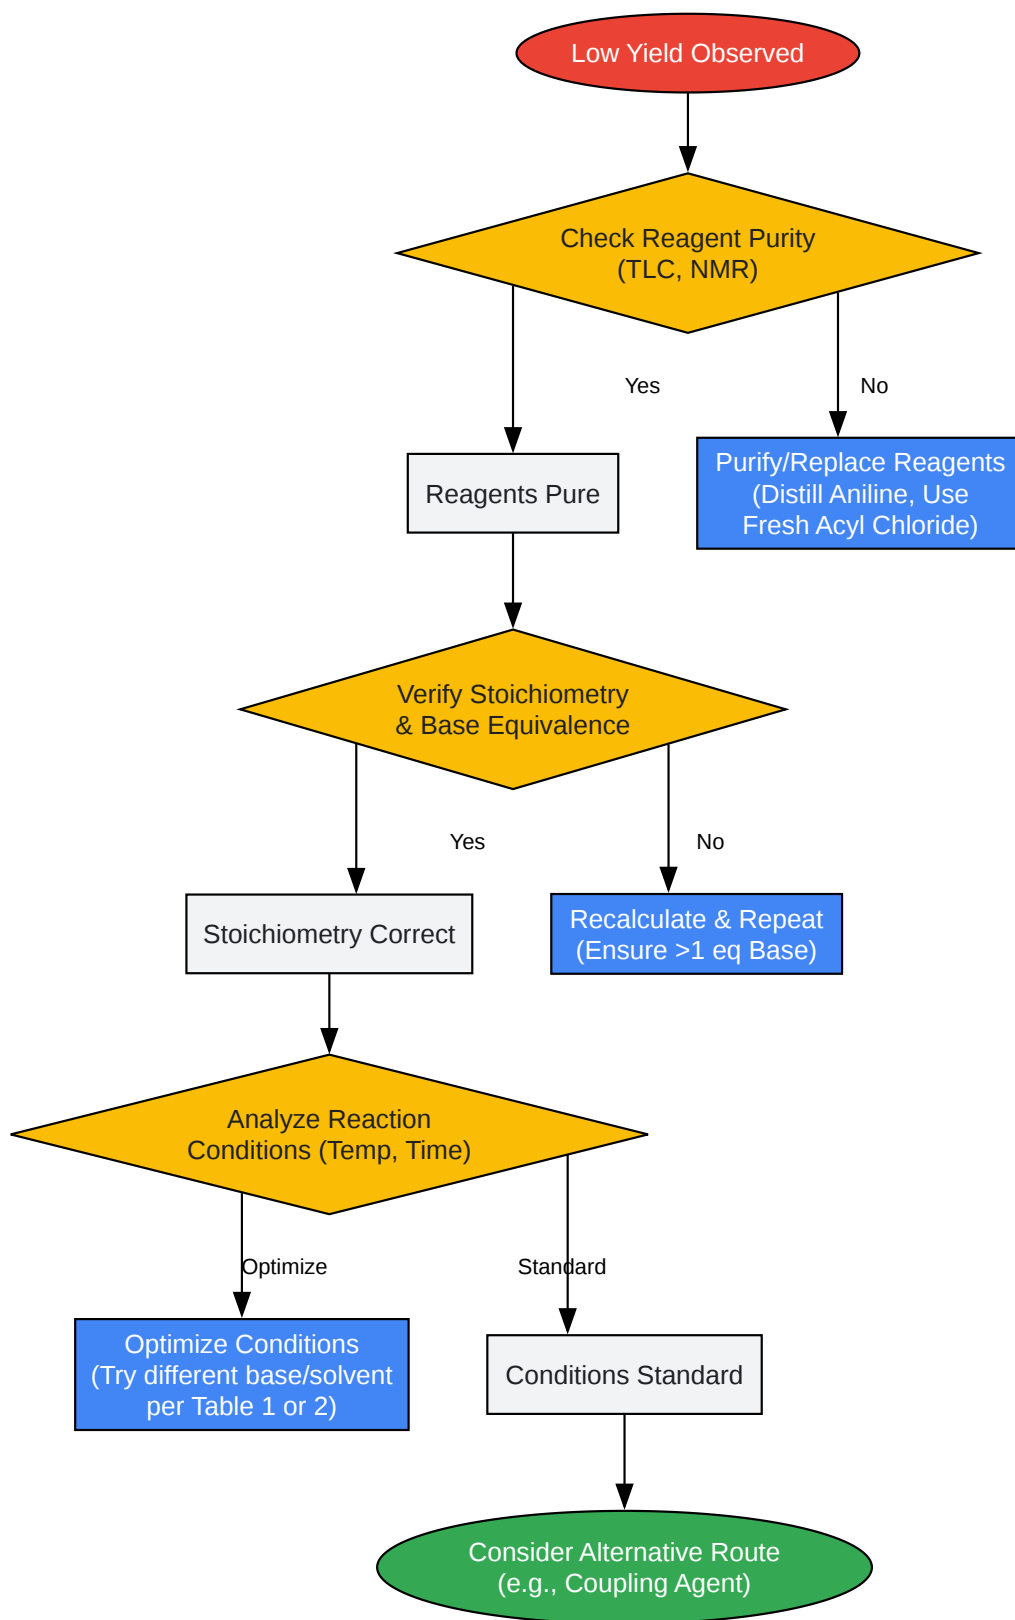 Low Yield Observed
Check Reagent Purity
(TLC, NMR)
Yes
No
Reagents Pure
Purify/Replace Reagents
(Distill Aniline, Use
Fresh Acyl Chloride)
Verify Stoichiometry
& Base Equivalence
Yes
No
Stoichiometry Correct
Recalculate & Repeat
(Ensure >1 eq Base)
Analyze Reaction
Conditions (Temp, Time)
Optimize
Standard
Optimize Conditions
(Try different base/solvent
per Table 1 or 2)
Conditions Standard
Consider Alternative Route
(e.g., Coupling Agent)